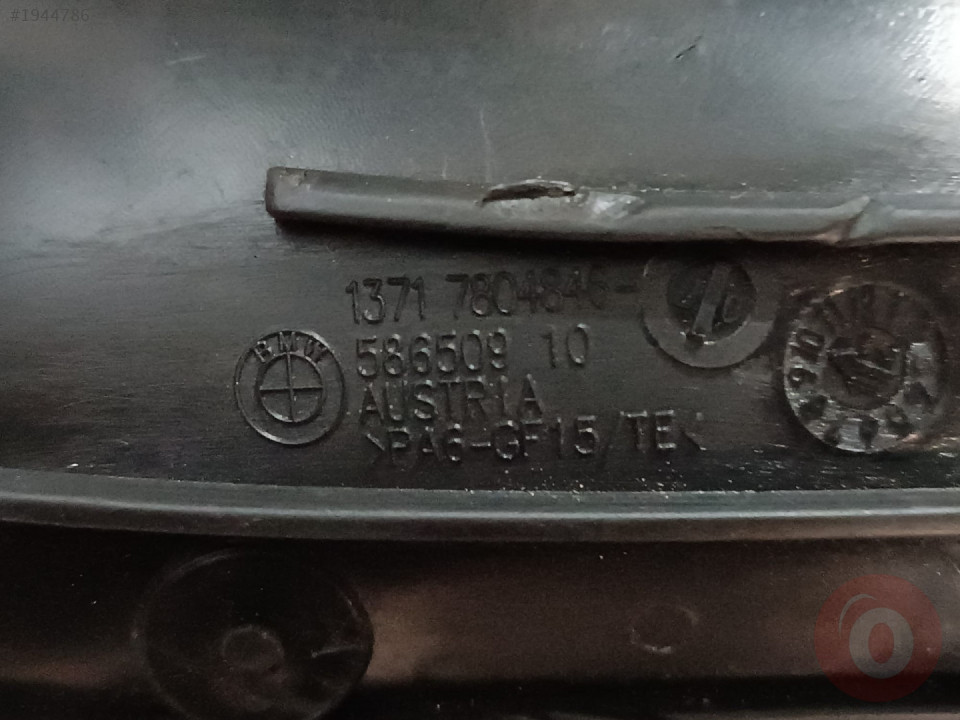 #1944786
1371 7804846-
BMW
586509 10
AUSTRIA
>PA6-GF15/TE<